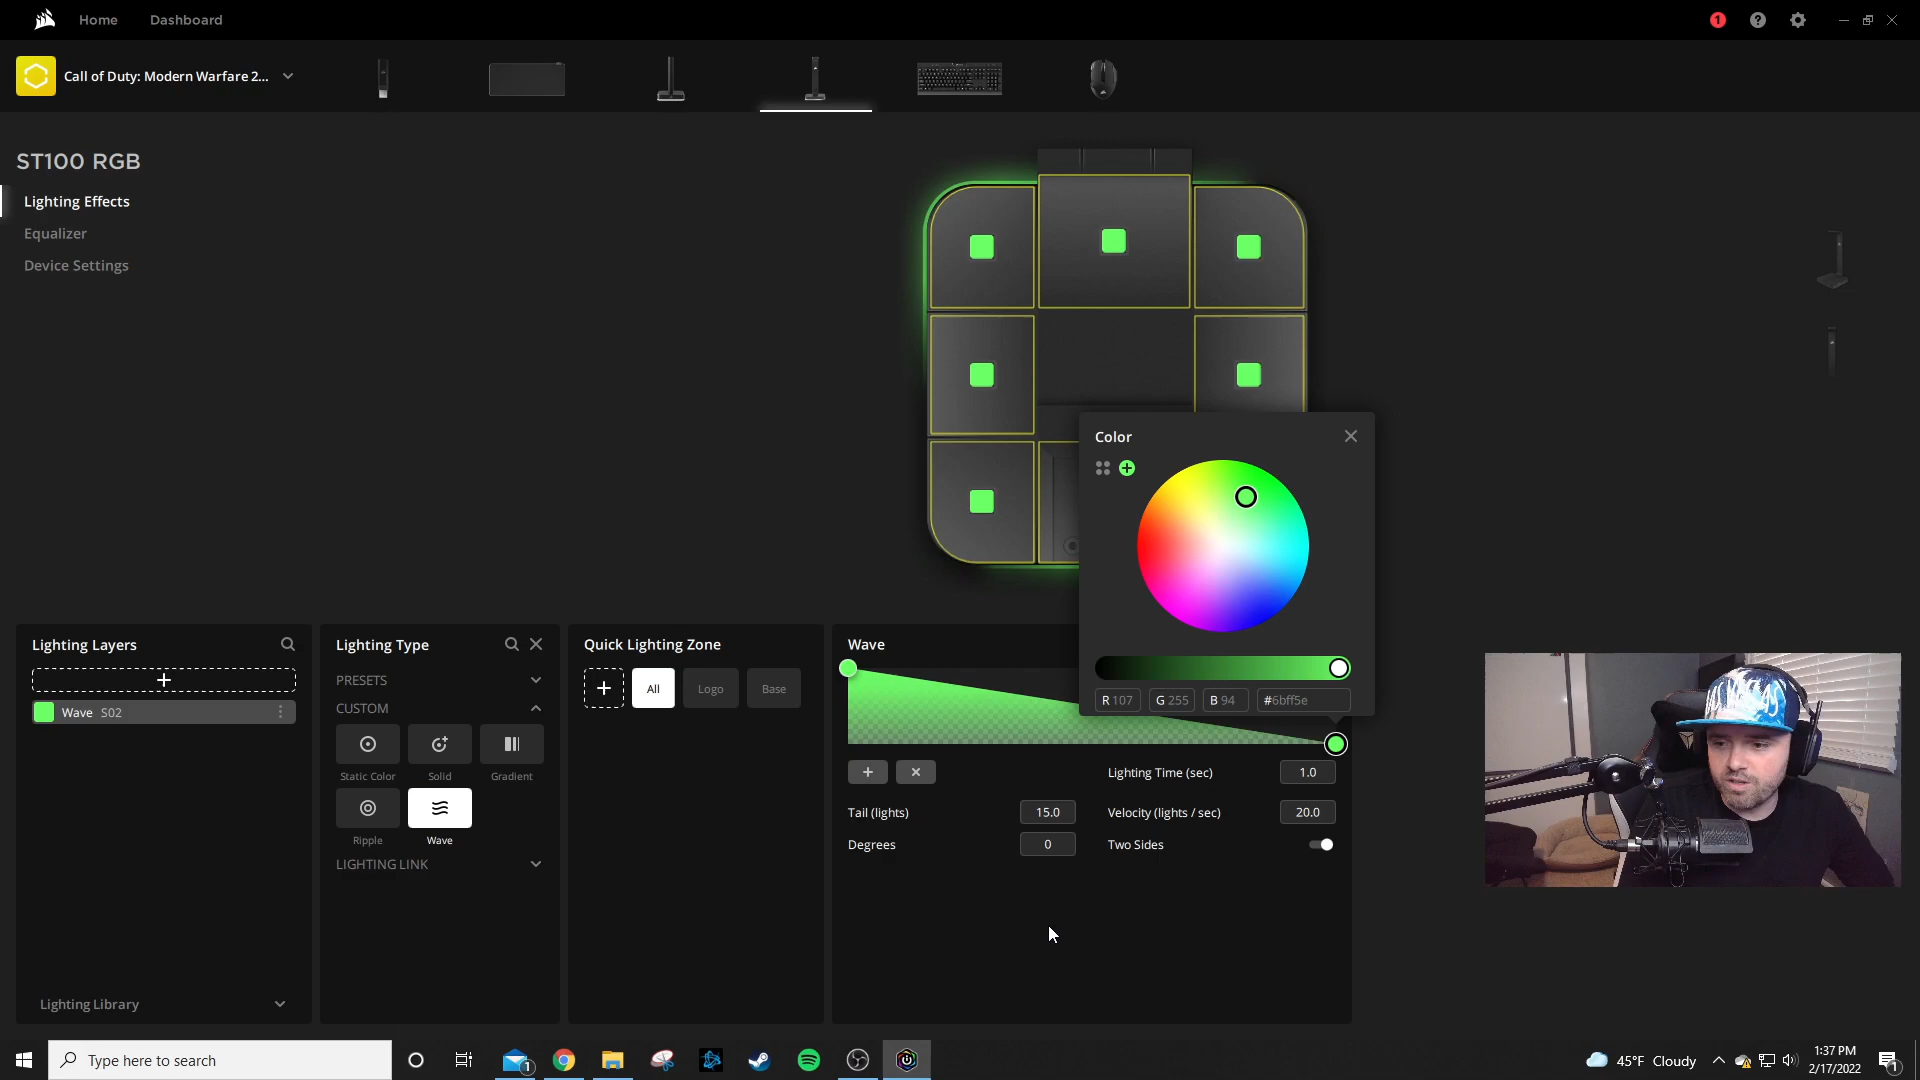 Home
Dashboard
1
Call of Duty: Modern Warfare 2...
ST100 RGB
Lighting Effects
Equalizer
Device Settings
Color
R 107
G 255
B 94
#6bff5e
Lighting Layers
Wave S02
Lighting Library
Lighting Type
PRESETS
CUSTOM
Static Color
Solid
Gradient
Ripple
Wave
LIGHTING LINK
Quick Lighting Zone
All
Logo
Base
Wave
Lighting Time (sec)
1.0
Tail (lights)
15.0
Velocity (lights / sec)
20.0
Degrees
0
Two Sides
Type here to search
1
45°F Cloudy
1:37 PM
2/17/2022
1